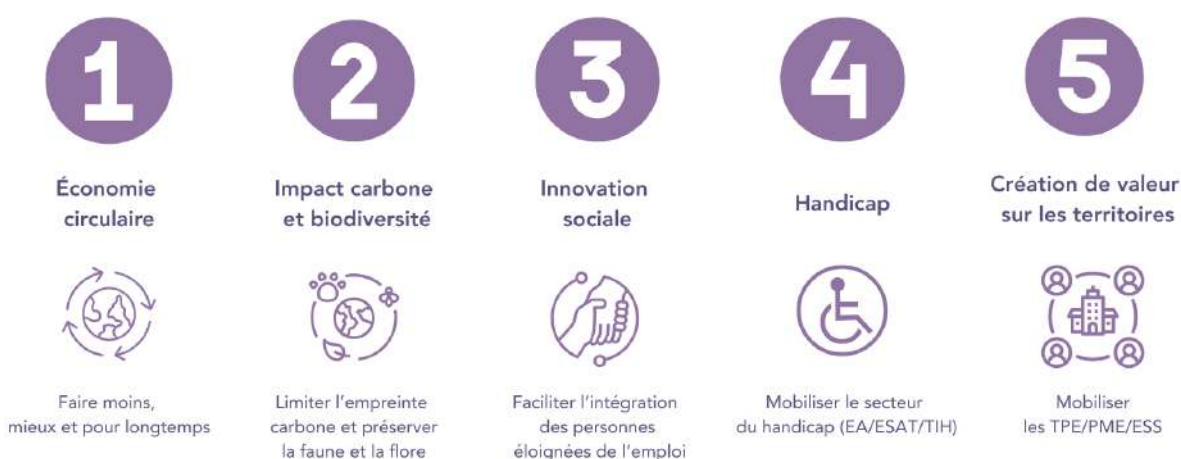 1
Économie
circulaire
Faire moins,
mieux et pour longtemps
2
Impact carbone
et biodiversité
Limiter l'empreinte
carbone et préserver
la faune et la flore
3
Innovation
sociale
Faciliter l'intégration
des personnes
éloignées de l'emploi
4
Handicap
Mobiliser le secteur
du handicap (EA/ESAT/TIH)
5
Création de valeur
sur les territoires
Mobiliser
les TPE/PME/ESS